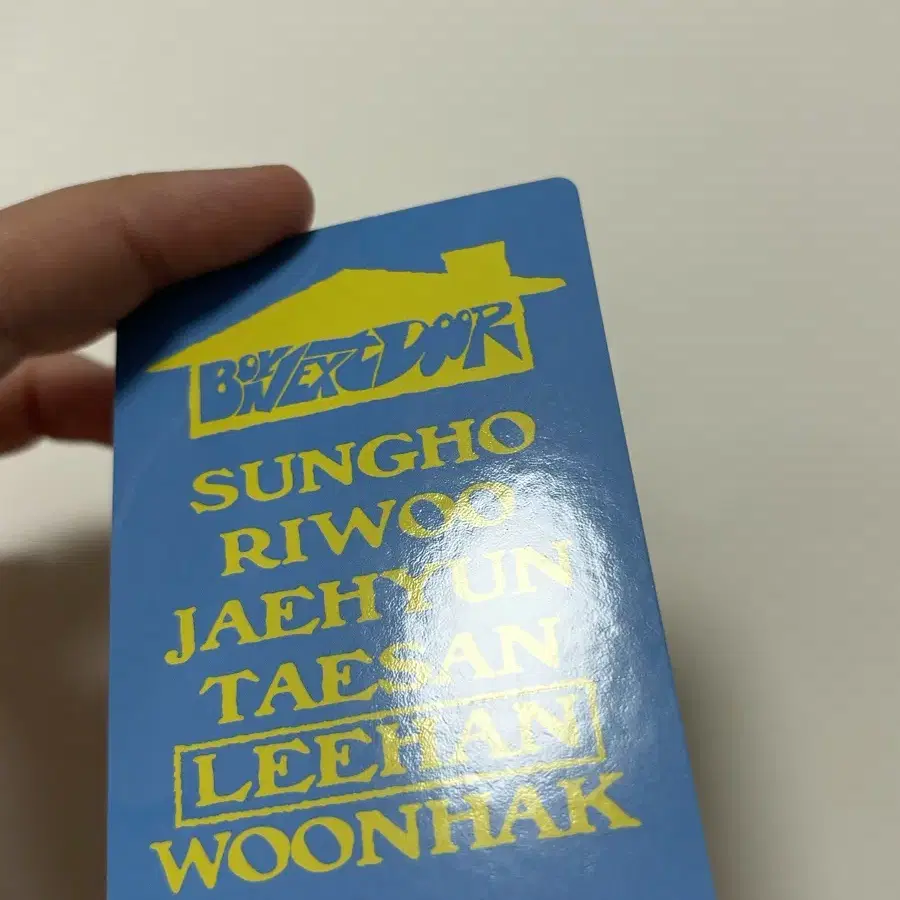 BOYNEXTDOOR
SUNGHO
RIWOO
JAEHYUN
TAESAN
LEEHAN
WOONHAK